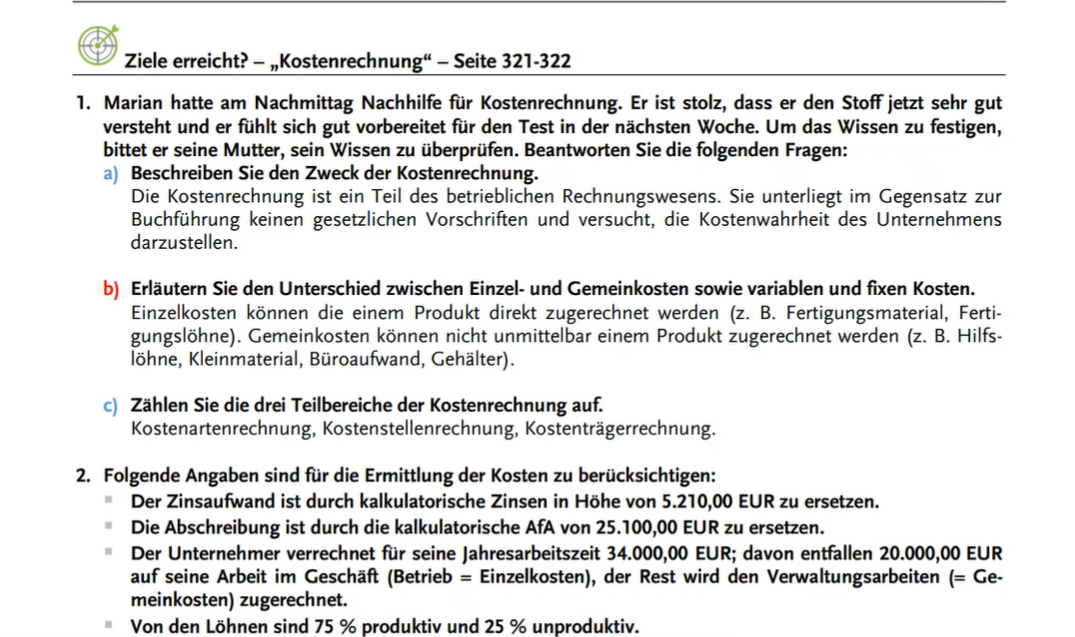 Ziele erreicht? – „Kostenrechnung“ – Seite 321-322
1. Marian hatte am Nachmittag Nachhilfe für Kostenrechnung. Er ist stolz, dass er den Stoff jetzt sehr gut
versteht und er fühlt sich gut vorbereitet für den Test in der nächsten Woche. Um das Wissen zu festigen,
bittet er seine Mutter, sein Wissen zu überprüfen. Beantworten Sie die folgenden Fragen:
a) Beschreiben Sie den Zweck der Kostenrechnung.
Die Kostenrechnung ist ein Teil des betrieblichen Rechnungswesens. Sie unterliegt im Gegensatz zur
Buchführung keinen gesetzlichen Vorschriften und versucht, die Kostenwahrheit des Unternehmens
darzustellen.
b) Erläutern Sie den Unterschied zwischen Einzel- und Gemeinkosten sowie variablen und fixen Kosten.
Einzelkosten können die einem Produkt direkt zugerechnet werden (z. B. Fertigungsmaterial, Ferti-
gungslöhne). Gemeinkosten können nicht unmittelbar einem Produkt zugerechnet werden (z. B. Hilfs-
löhne, Kleinmaterial, Büroaufwand, Gehälter).
c) Zählen Sie die drei Teilbereiche der Kostenrechnung auf.
Kostenartenrechnung, Kostenstellenrechnung, Kostenträgerrechnung.
2. Folgende Angaben sind für die Ermittlung der Kosten zu berücksichtigen:
▪ Der Zinsaufwand ist durch kalkulatorische Zinsen in Höhe von 5.210,00 EUR zu ersetzen.
▪ Die Abschreibung ist durch die kalkulatorische AfA von 25.100,00 EUR zu ersetzen.
▪ Der Unternehmer verrechnet für seine Jahresarbeitszeit 34.000,00 EUR; davon entfallen 20.000,00 EUR
auf seine Arbeit im Geschäft (Betrieb = Einzelkosten), der Rest wird den Verwaltungsarbeiten (= Ge-
meinkosten) zugerechnet.
▪ Von den Löhnen sind 75 % produktiv und 25 % unproduktiv.